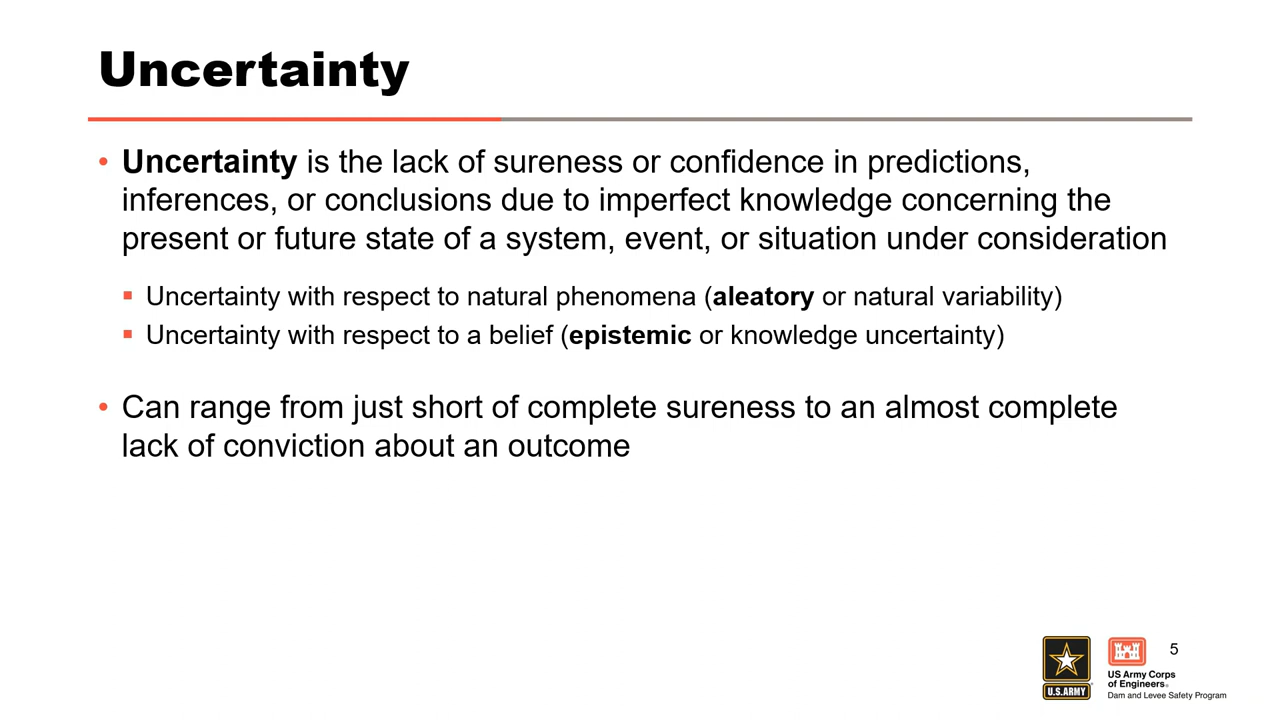 Uncertainty
• Uncertainty is the lack of sureness or confidence in predictions,
inferences, or conclusions due to imperfect knowledge concerning the
present or future state of a system, event, or situation under consideration
▪ Uncertainty with respect to natural phenomena (aleatory or natural variability)
▪ Uncertainty with respect to a belief (epistemic or knowledge uncertainty)
• Can range from just short of complete sureness to an almost complete
lack of conviction about an outcome
5
U.S.ARMY
US Army Corps
of Engineers®
Dam and Levee Safety Program